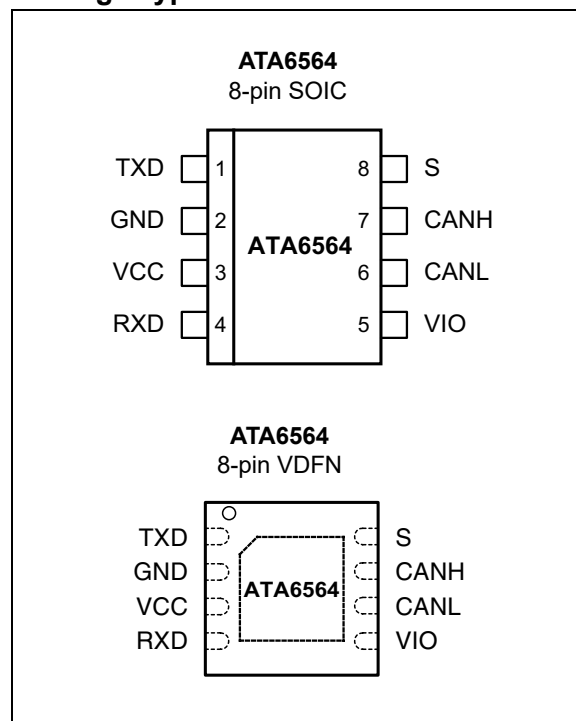 ATA6564
8-pin SOIC
TXD 1 8 S
GND 2 7 CANH
ATA6564
VCC 3 6 CANL
RXD 4 5 VIO
ATA6564
8-pin VDFN
TXD S
GND CANH
ATA6564
VCC CANL
RXD VIO